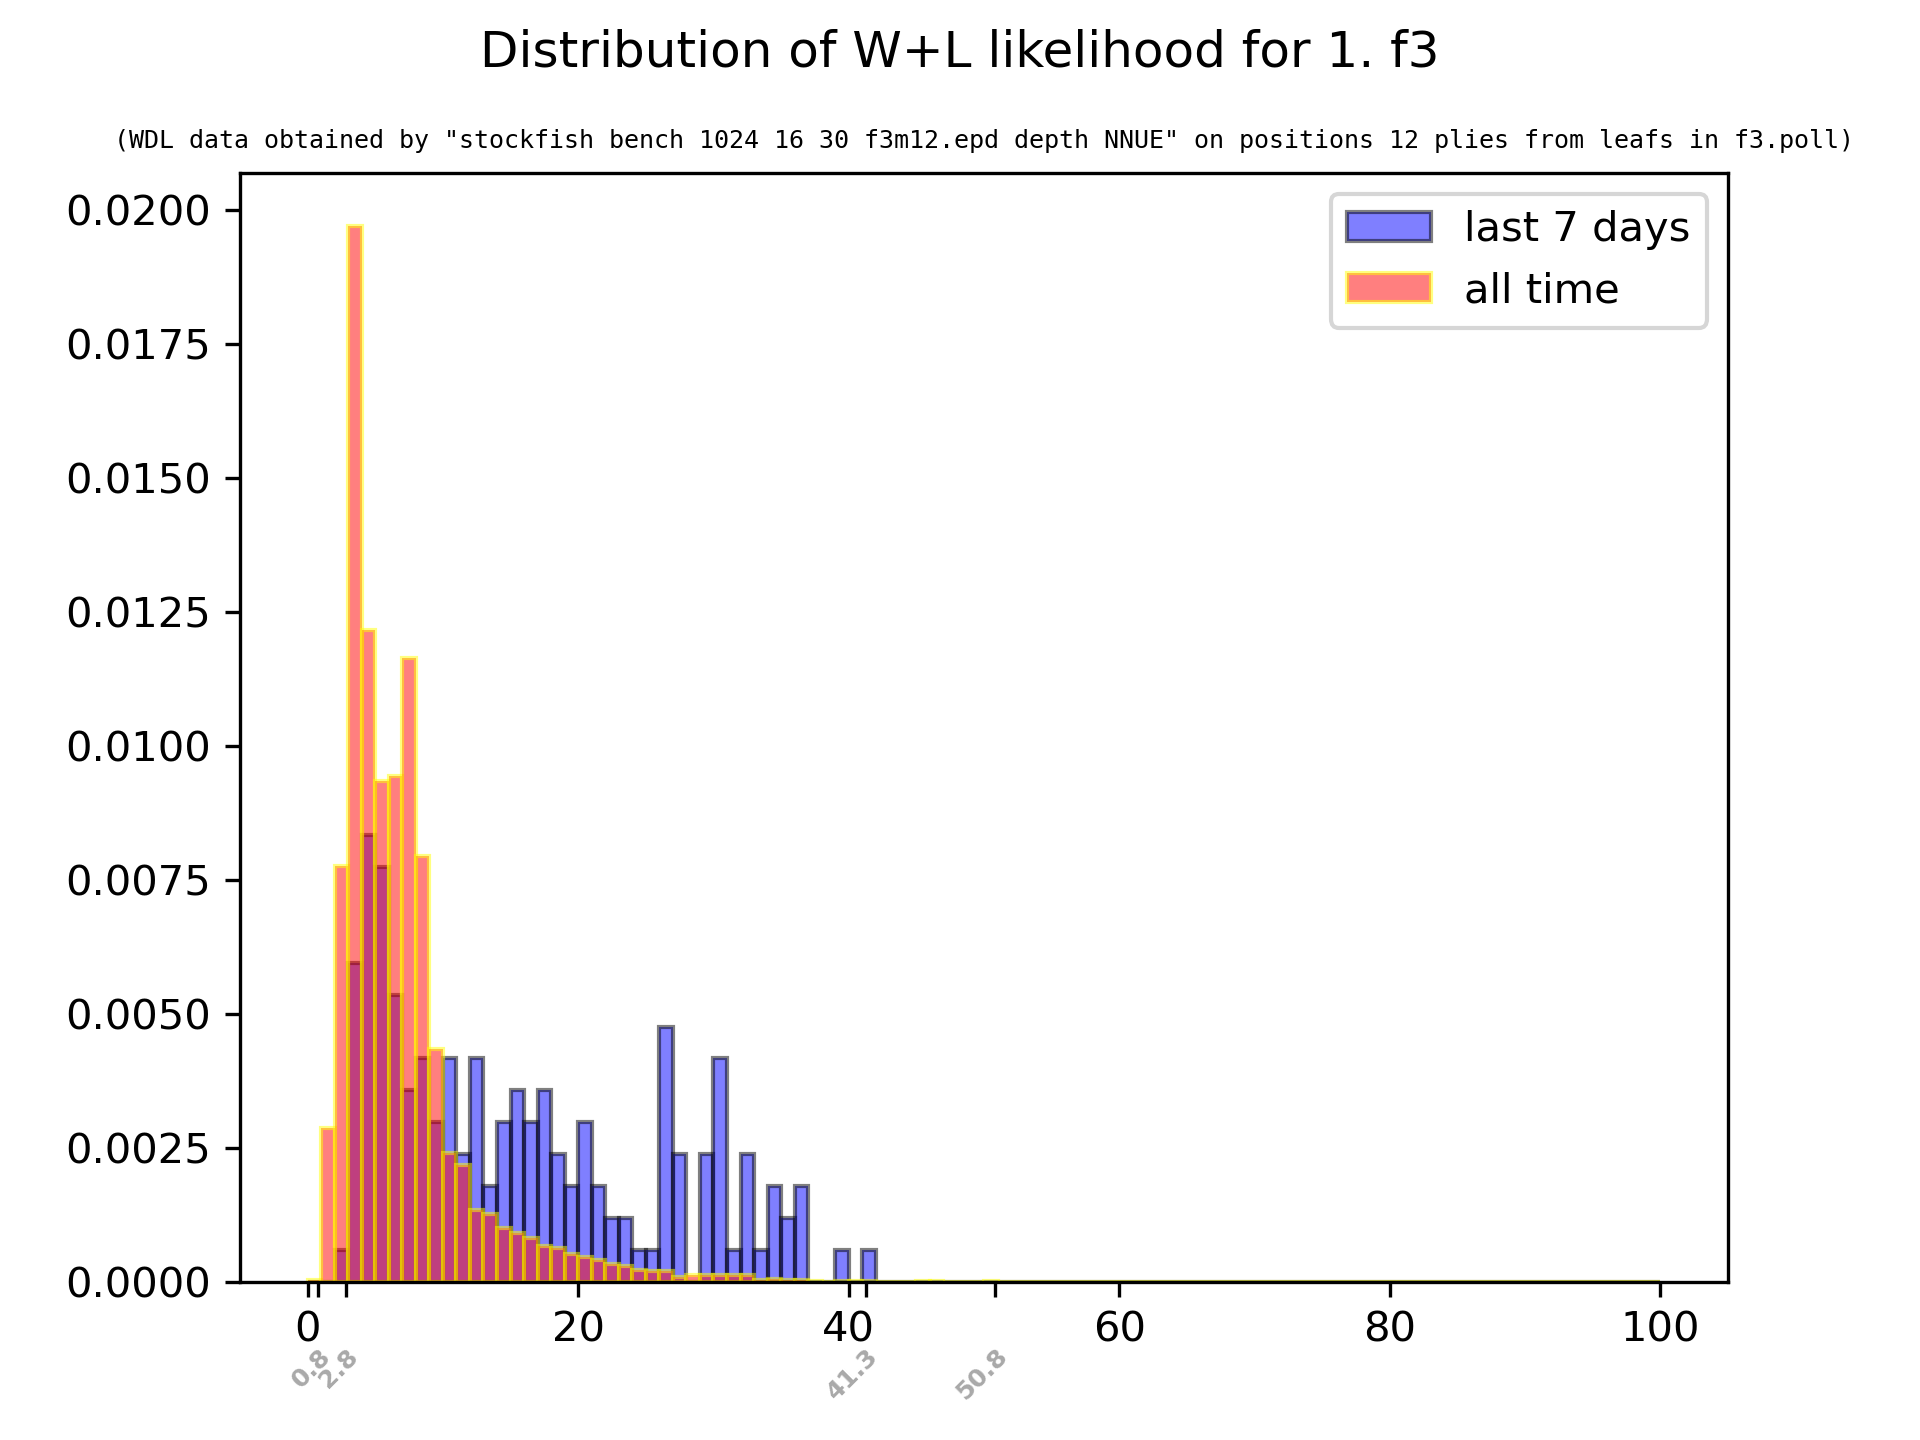 Distribution of W+L likelihood for 1. f3
(WDL data obtained by "stockfish bench 1024 16 30 f3m12.epd depth NNUE" on positions 12 plies from leafs in f3.poll)
last 7 days
all time
0.0200
0.0175
0.0150
0.0125
0.0100
0.0075
0.0050
0.0025
0.0000
0 20 40 60 80 100
0.8 2.8 41.3 50.8